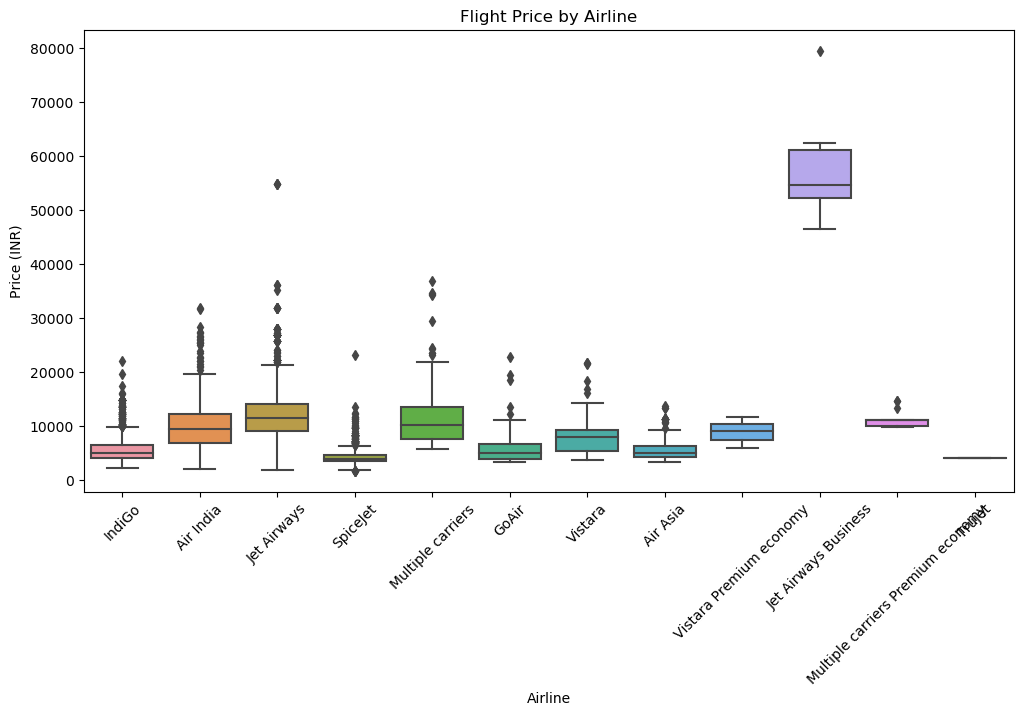 Flight Price by Airline
Price (INR)
80000
70000
60000
50000
40000
30000
20000
10000
0
IndiGo
Air India
Jet Airways
SpiceJet
Multiple carriers
GoAir
Vistara
Air Asia
Vistara Premium economy
Jet Airways Business
Multiple carriers Premium economy
Trujet
Airline